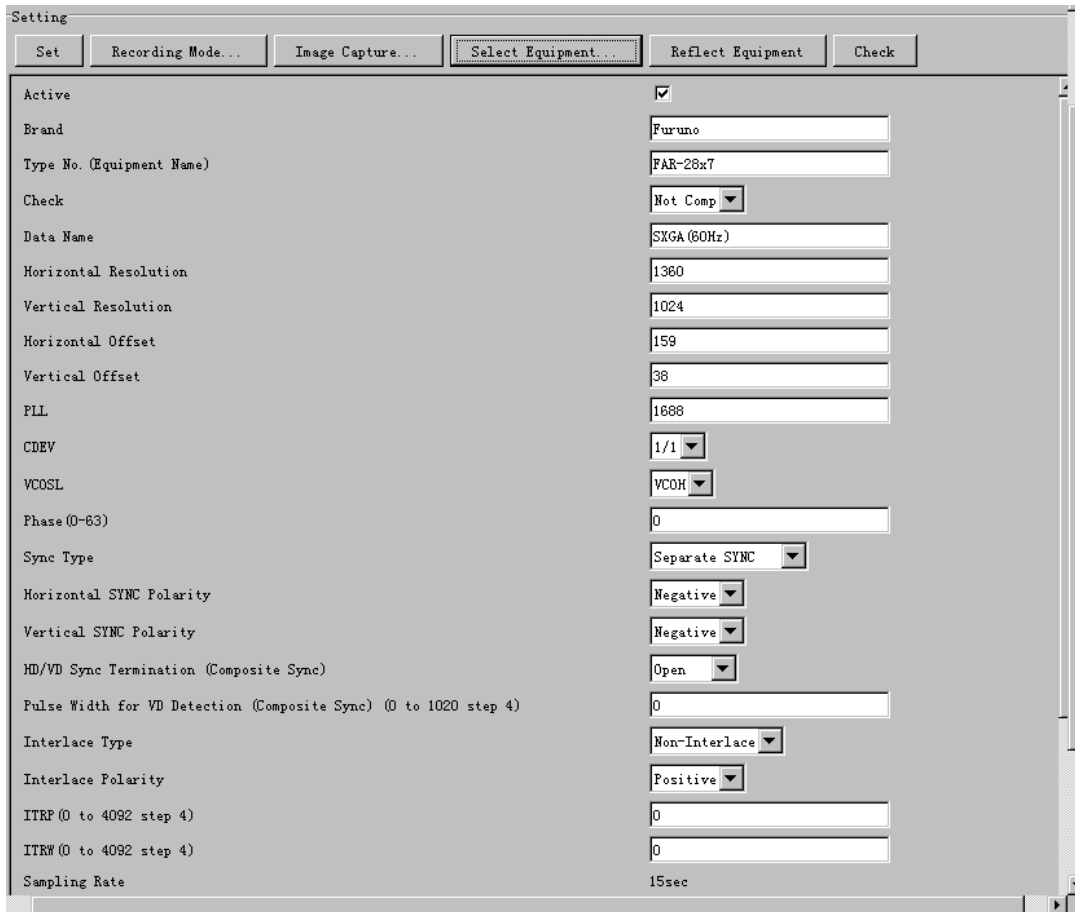 Setting
Set Recording Mode... Image Capture... Select Equipment... Reflect Equipment Check
Active
Brand Furuno
Type No.(Equipment Name) FAR-28x7
Check Not Comp
Data Name SXGA(60Hz)
Horizontal Resolution 1360
Vertical Resolution 1024
Horizontal Offset 159
Vertical Offset 38
PLL 1688
CDEV 1/1
VCOSL VCOH
Phase(0-63) 0
Sync Type Separate SYNC
Horizontal SYNC Polarity Negative
Vertical SYNC Polarity Negative
HD/VD Sync Termination (Composite Sync) Open
Pulse Width for VD Detection (Composite Sync) (0 to 1020 step 4) 0
Interlace Type Non-Interlace
Interlace Polarity Positive
ITRP(0 to 4092 step 4) 0
ITRW(0 to 4092 step 4) 0
Sampling Rate 15sec